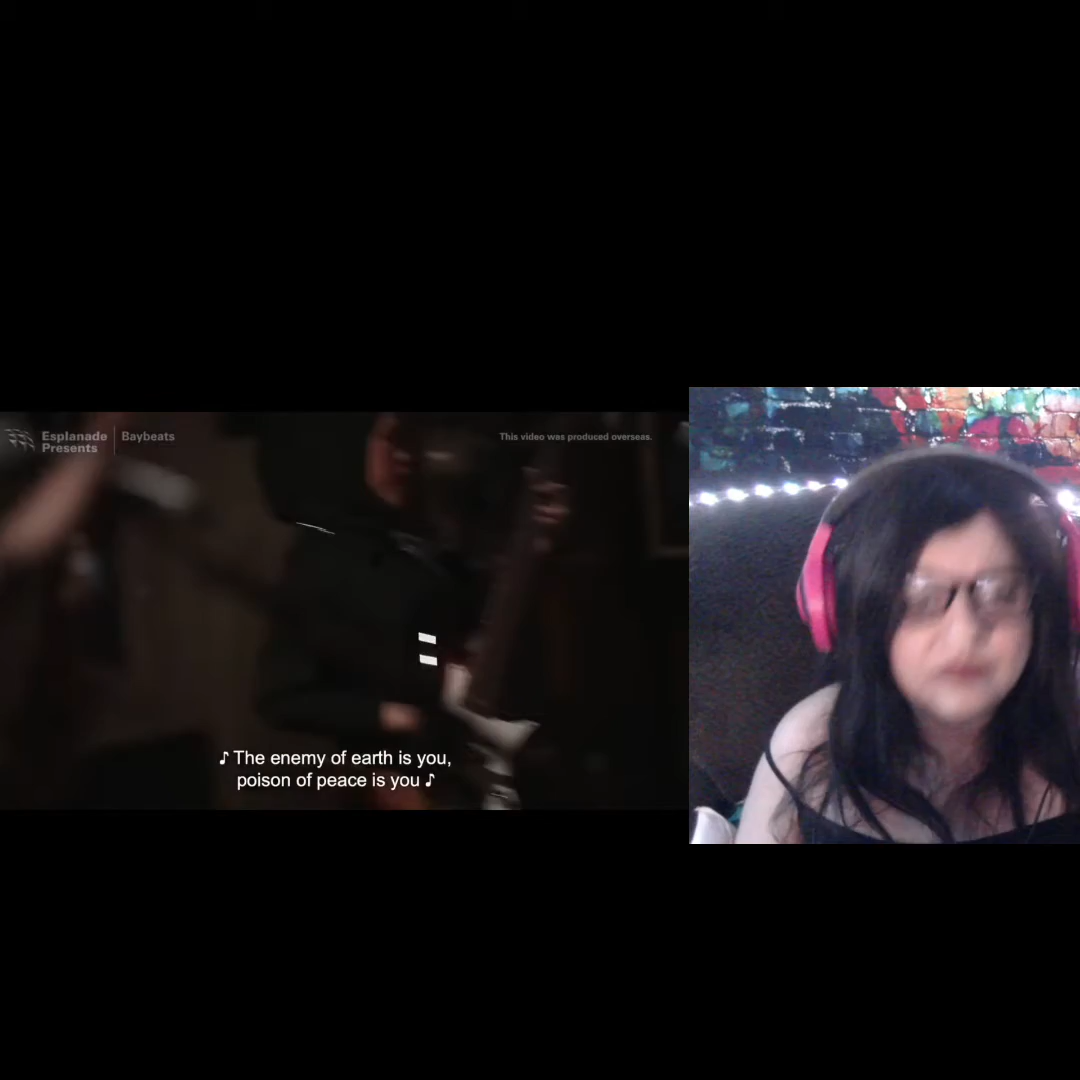 Esplanade
Presents
Baybeats
This video was produced overseas.
♪ The enemy of earth is you,
poison of peace is you ♪